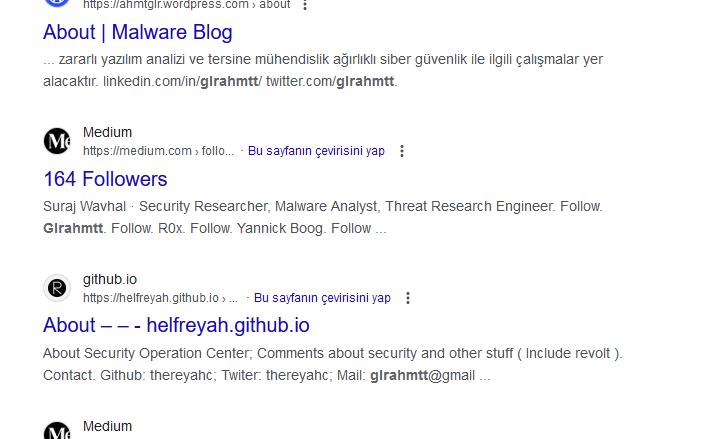 https://ahmtglr.wordpress.com › about
About | Malware Blog
... zararlı yazılım analizi ve tersine mühendislik ağırlıklı siber güvenlik ile ilgili çalışmalar yer
alacaktır. linkedin.com/in/glrahmtt/ twitter.com/glrahmtt.
Medium
https://medium.com › follo... · Bu sayfanın çevirisini yap
164 Followers
Suraj Wavhal · Security Researcher, Malware Analyst, Threat Research Engineer. Follow.
Glrahmtt. Follow. R0x. Follow. Yannick Boog. Follow ...
github.io
https://helfreyah.github.io › ... · Bu sayfanın çevirisini yap
About – – - helfreyah.github.io
About Security Operation Center; Comments about security and other stuff ( Include revolt ).
Contact. Github: thereyahc; Twiter: thereyahc; Mail: glrahmtt@gmail ...
Medium